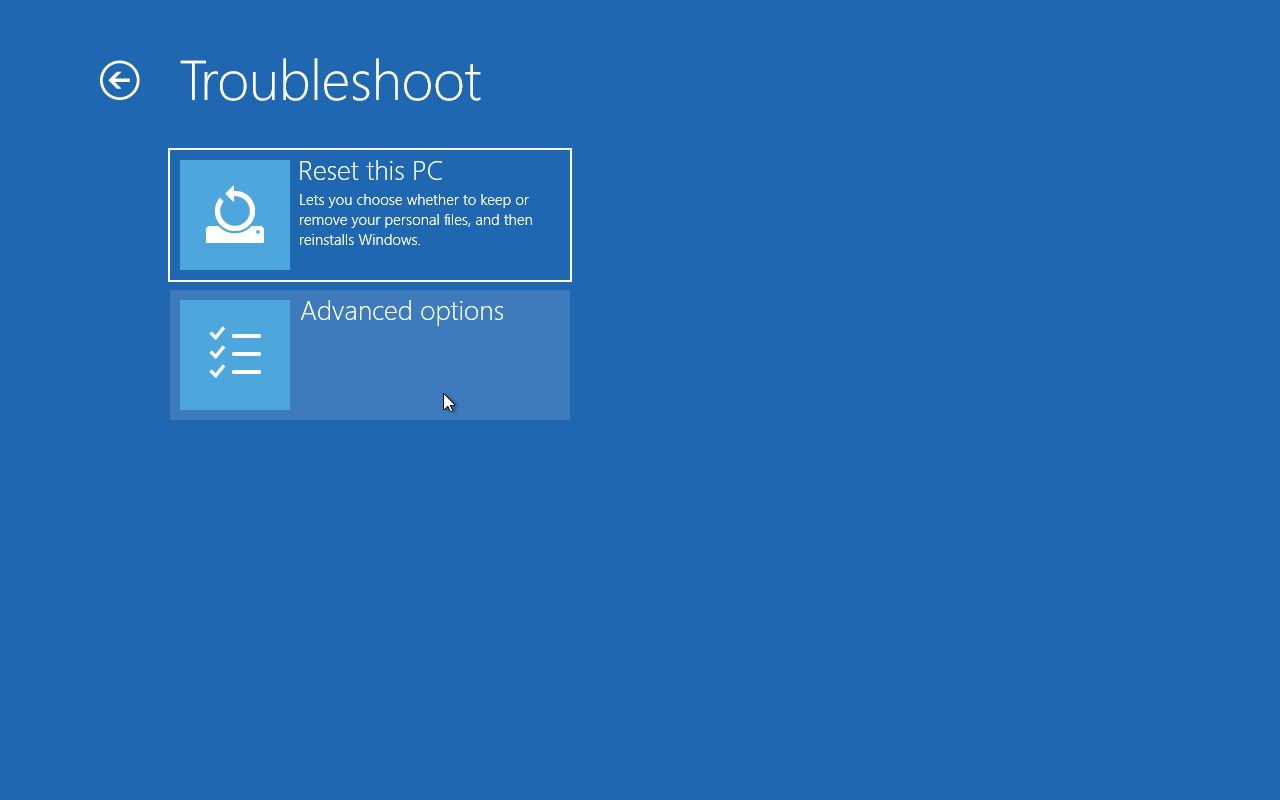 Troubleshoot
Reset this PC
Lets you choose whether to keep or
remove your personal files, and then
reinstalls Windows.
Advanced options